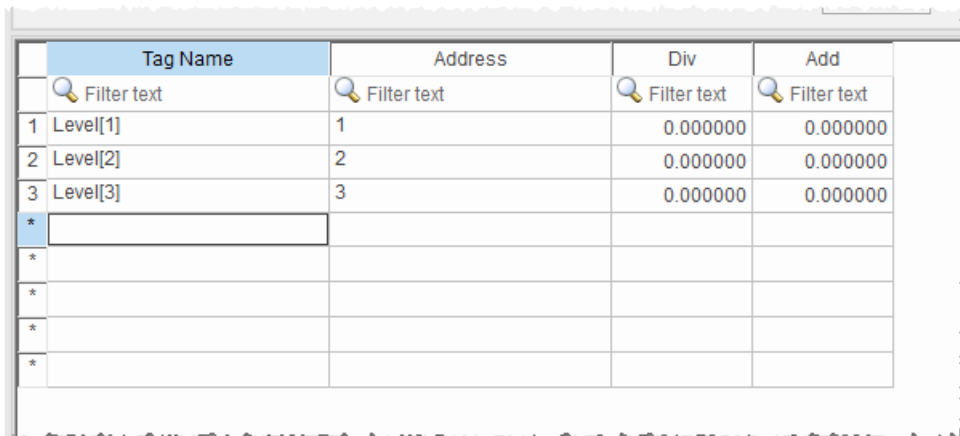 Tag Name Address Div Add
Filter text Filter text Filter text Filter text
1 Level[1] 1 0.000000 0.000000
2 Level[2] 2 0.000000 0.000000
3 Level[3] 3 0.000000 0.000000
*
*
*
*
*